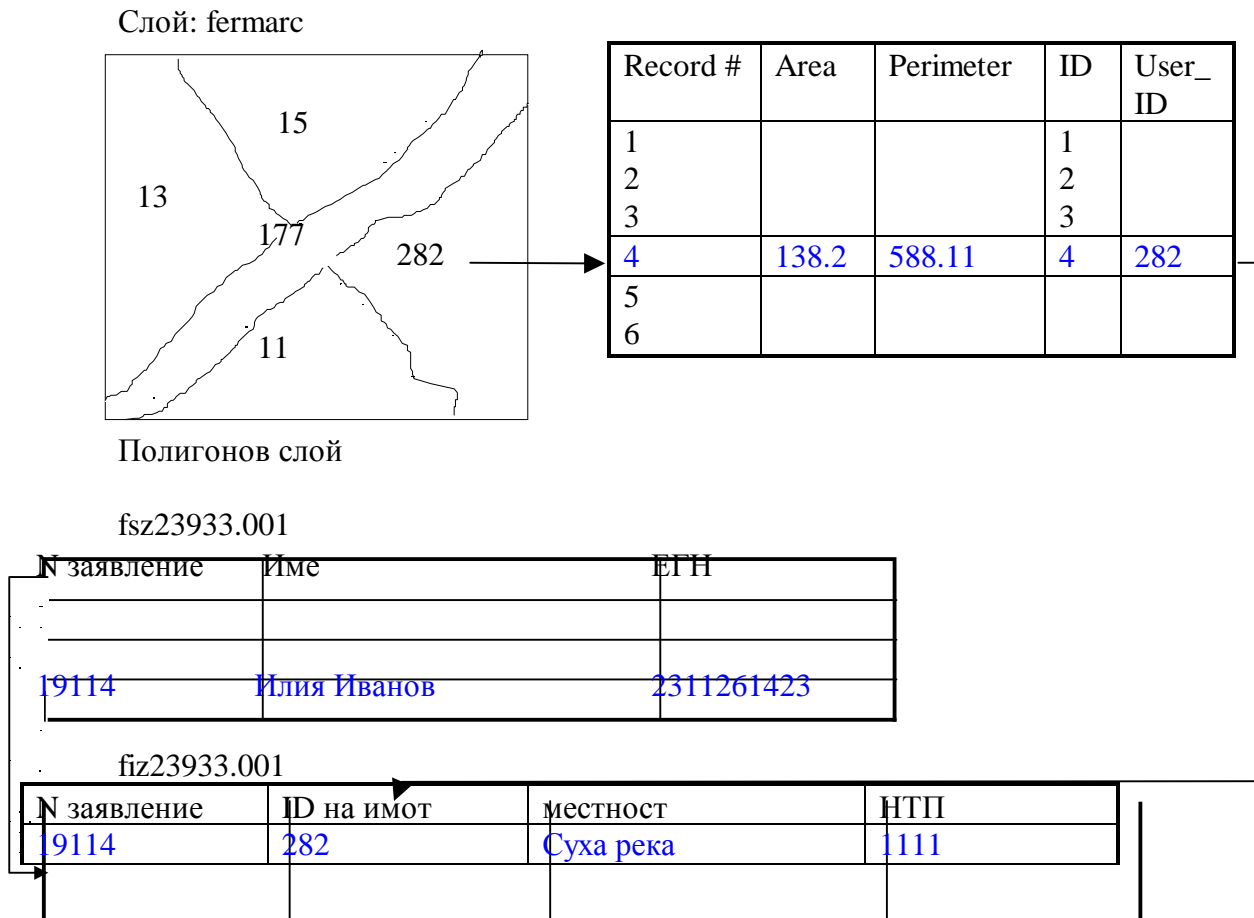 Слой: fermarc
Record # Area Perimeter ID User_
ID
15
1 1
13
2 2
3 3
177
282
4 138.2 588.11 4 282
5
6
11
Полигонов слой
fsz23933.001
N заявление Име ЕГН
19114 Илия Иванов 2311261423
fiz23933.001
N заявление ID на имот местност НТП
19114 282 Суха река 1111